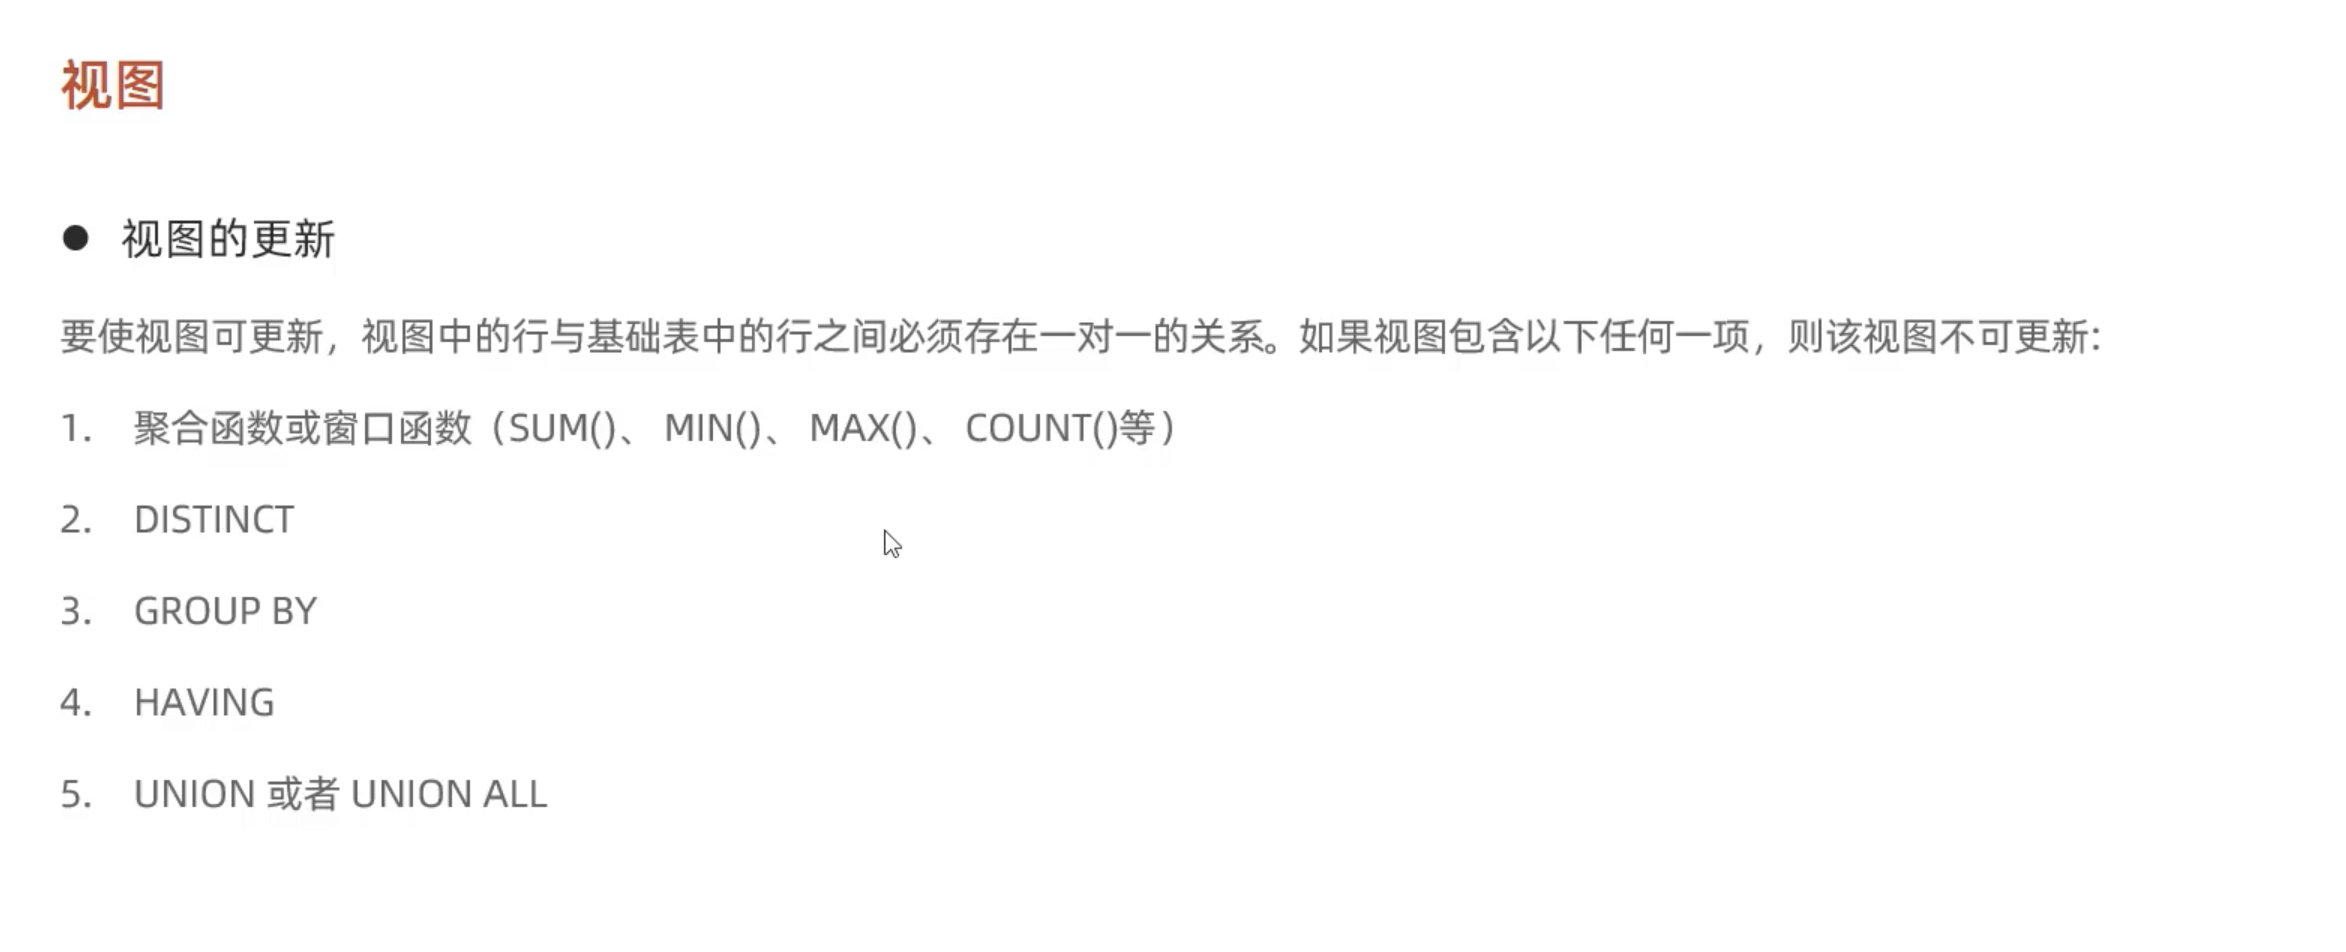 视图
● 视图的更新
要使视图可更新，视图中的行与基础表中的行之间必须存在一对一的关系。如果视图包含以下任何一项，则该视图不可更新:
1. 聚合函数或窗口函数（SUM()、 MIN()、 MAX()、 COUNT()等）
2. DISTINCT
3. GROUP BY
4. HAVING
5. UNION 或者 UNION ALL